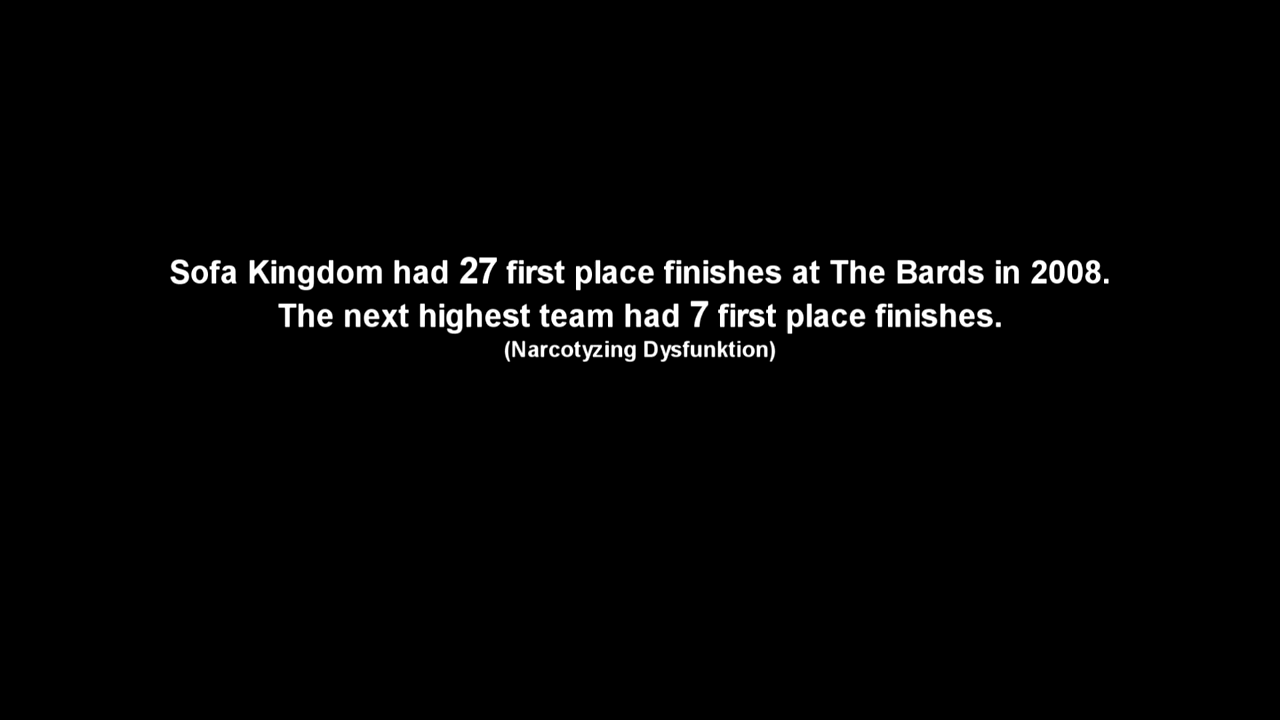 Sofa Kingdom had 27 first place finishes at The Bards in 2008.
The next highest team had 7 first place finishes.
(Narcotyzing Dysfunktion)